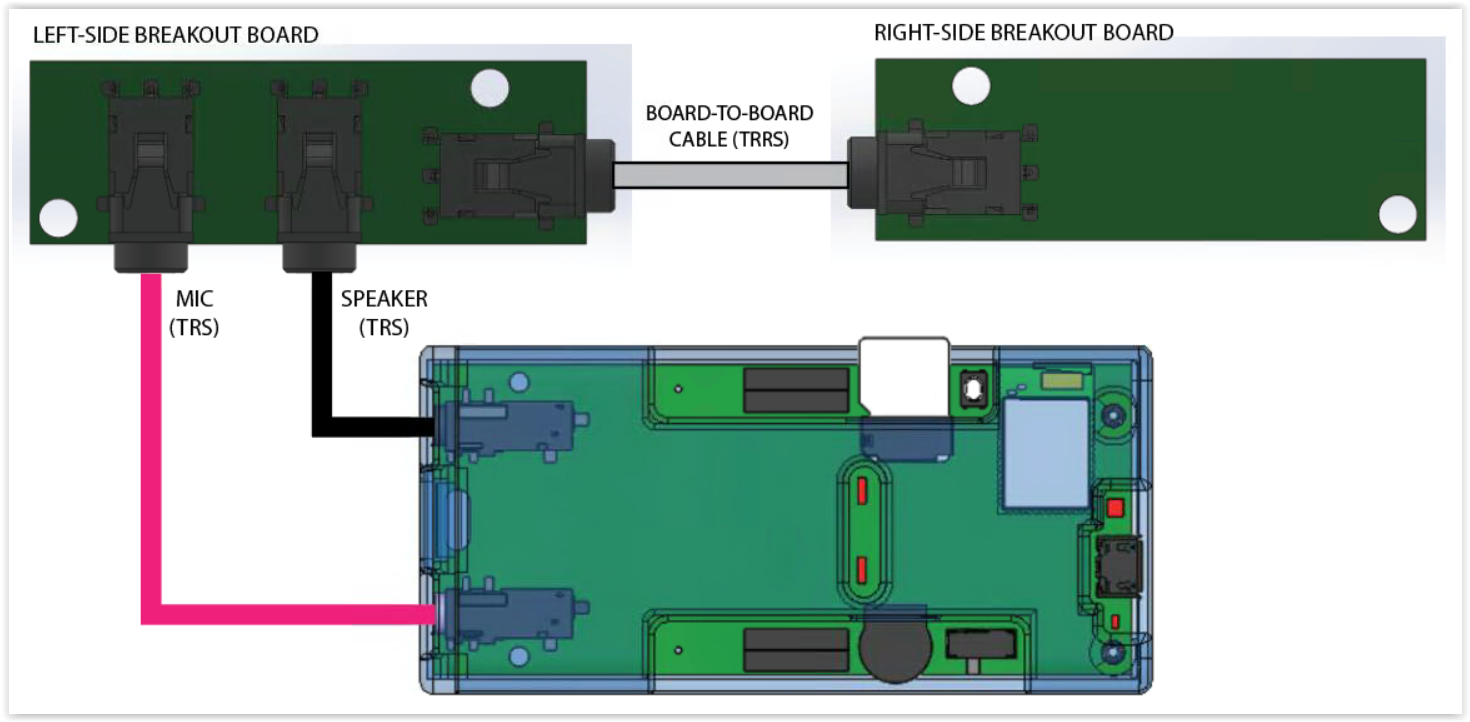 LEFT-SIDE BREAKOUT BOARD
RIGHT-SIDE BREAKOUT BOARD
BOARD-TO-BOARD
CABLE (TRRS)
MIC
(TRS)
SPEAKER
(TRS)